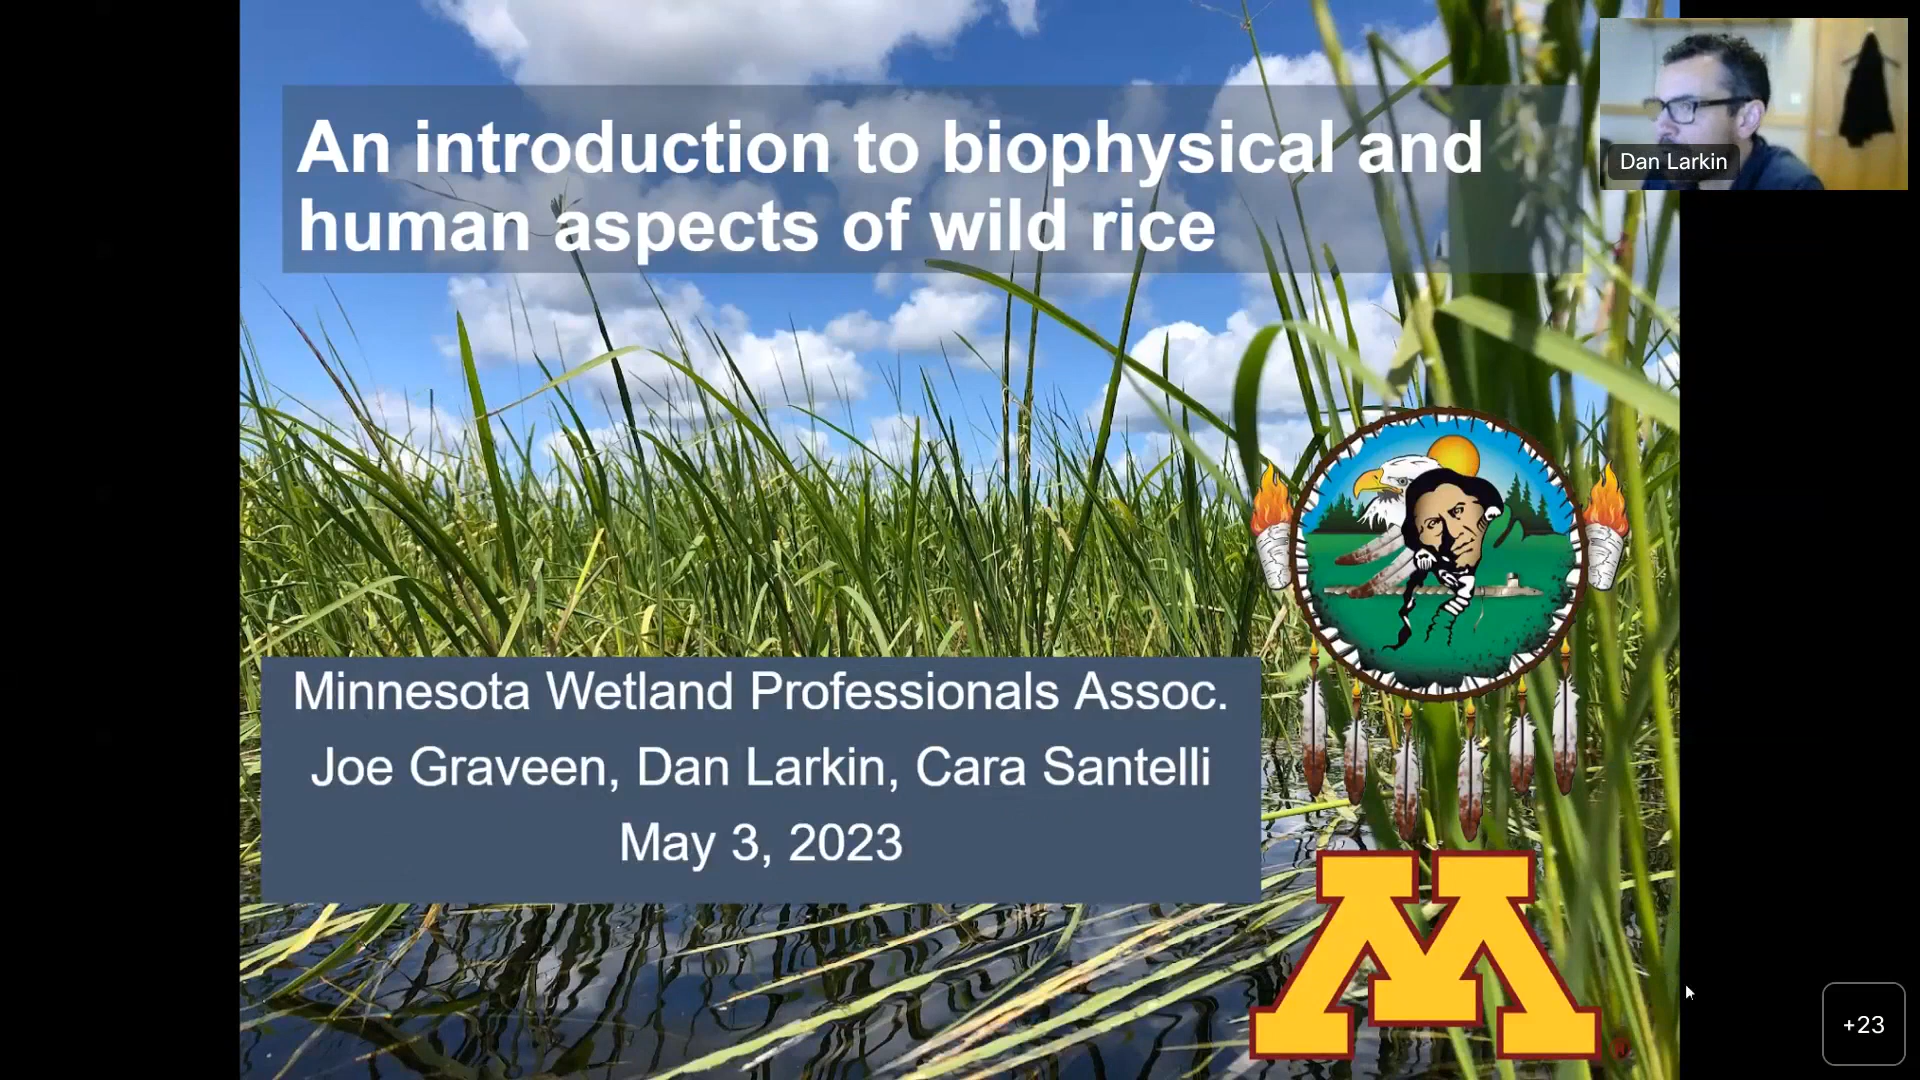 An introduction to biophysical and
human aspects of wild rice
Dan Larkin
Minnesota Wetland Professionals Assoc.
Joe Graveen, Dan Larkin, Cara Santelli
May 3, 2023
M
+23